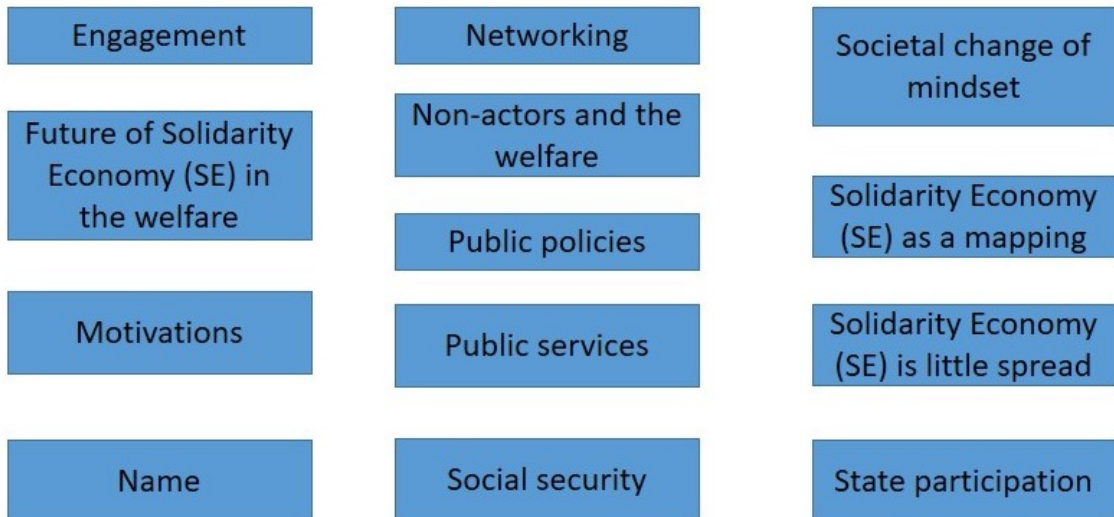 Engagement
Future of Solidarity
Economy (SE) in
the welfare
Motivations
Name
Networking
Non-actors and the
welfare
Public policies
Public services
Social security
Societal change of
mindset
Solidarity Economy
(SE) as a mapping
Solidarity Economy
(SE) is little spread
State participation